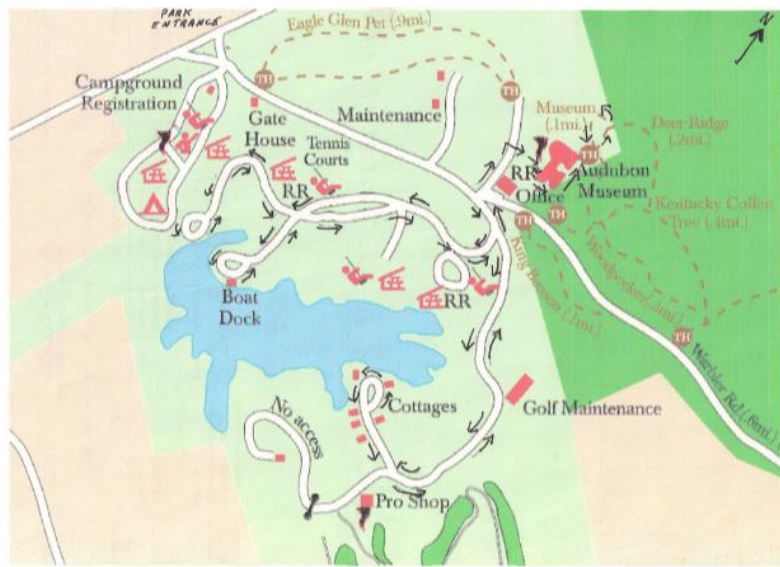 PARK
ENTRANCE
N
Eagle Glen Pet (.9mi.)
TH
TH
Campground
Registration
Gate
House
Maintenance
Museum
(.1mi.)
Deer Ridge
(.2mi.)
Tennis
Courts
RR
RR
Office
TH
Audubon
Museum
Kentucky Coffee
Tree (.4mi.)
TH
TH
King Benson (.1mi.)
Woodpecker(.3mi.)
TH
Warbler Rd (.6mi.)
Boat
Dock
RR
Cottages
Golf Maintenance
No access
Pro Shop